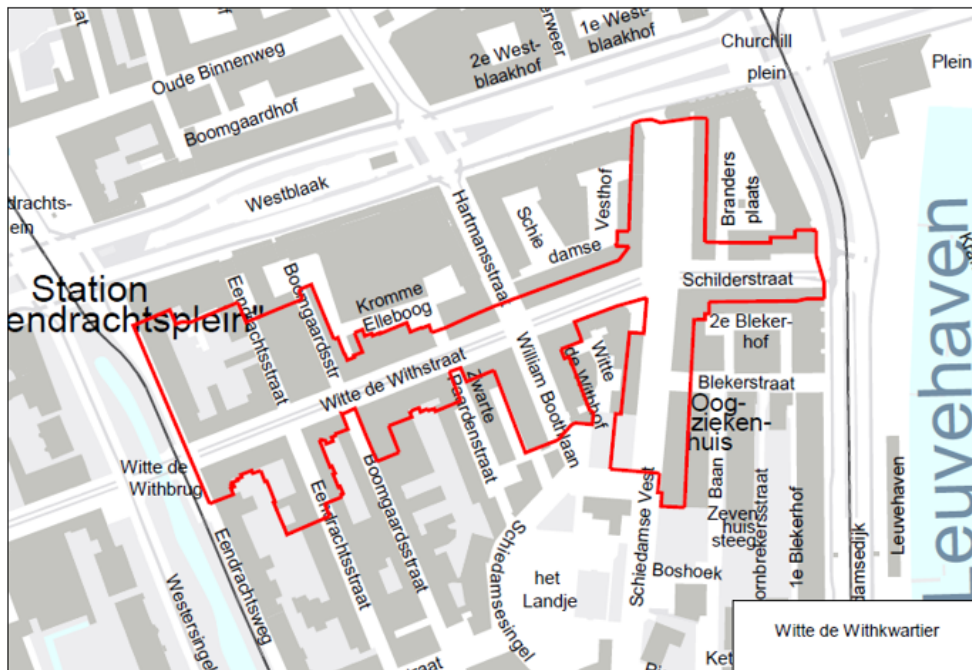 1e West-
blaakhof
2e West-
blaakhof
Churchill
plein
Plein
Oude Binnenweg
Boomgaardhof
Westblaak
Hartmansstraat
Vesthof
Schie
damse
Branders
plaats
Station
endrachtsplein"
Eendrachtsstraat
Boomgaardsstr
Kromme
Elleboog
Schilderstraat
2e Bleker-
hof
Witte de Withstraat
Zwarte
Paardenstraat
William Boothlaan
Witte
de Withhof
Blekerstraat
Oog-
zieken-
huis
Leuvehaven
Witte de
Withbrug
Eendrachtsweg
Westersingel
Eendrachtsstraat
Boomgaardsstraat
Schiedamsesingel
het
Landje
Schiedamse Vest
Baan
Zeven
huis
steeg
Boshoek
1e Blekerhof
Leuvehaven
Witte de Withkwartier